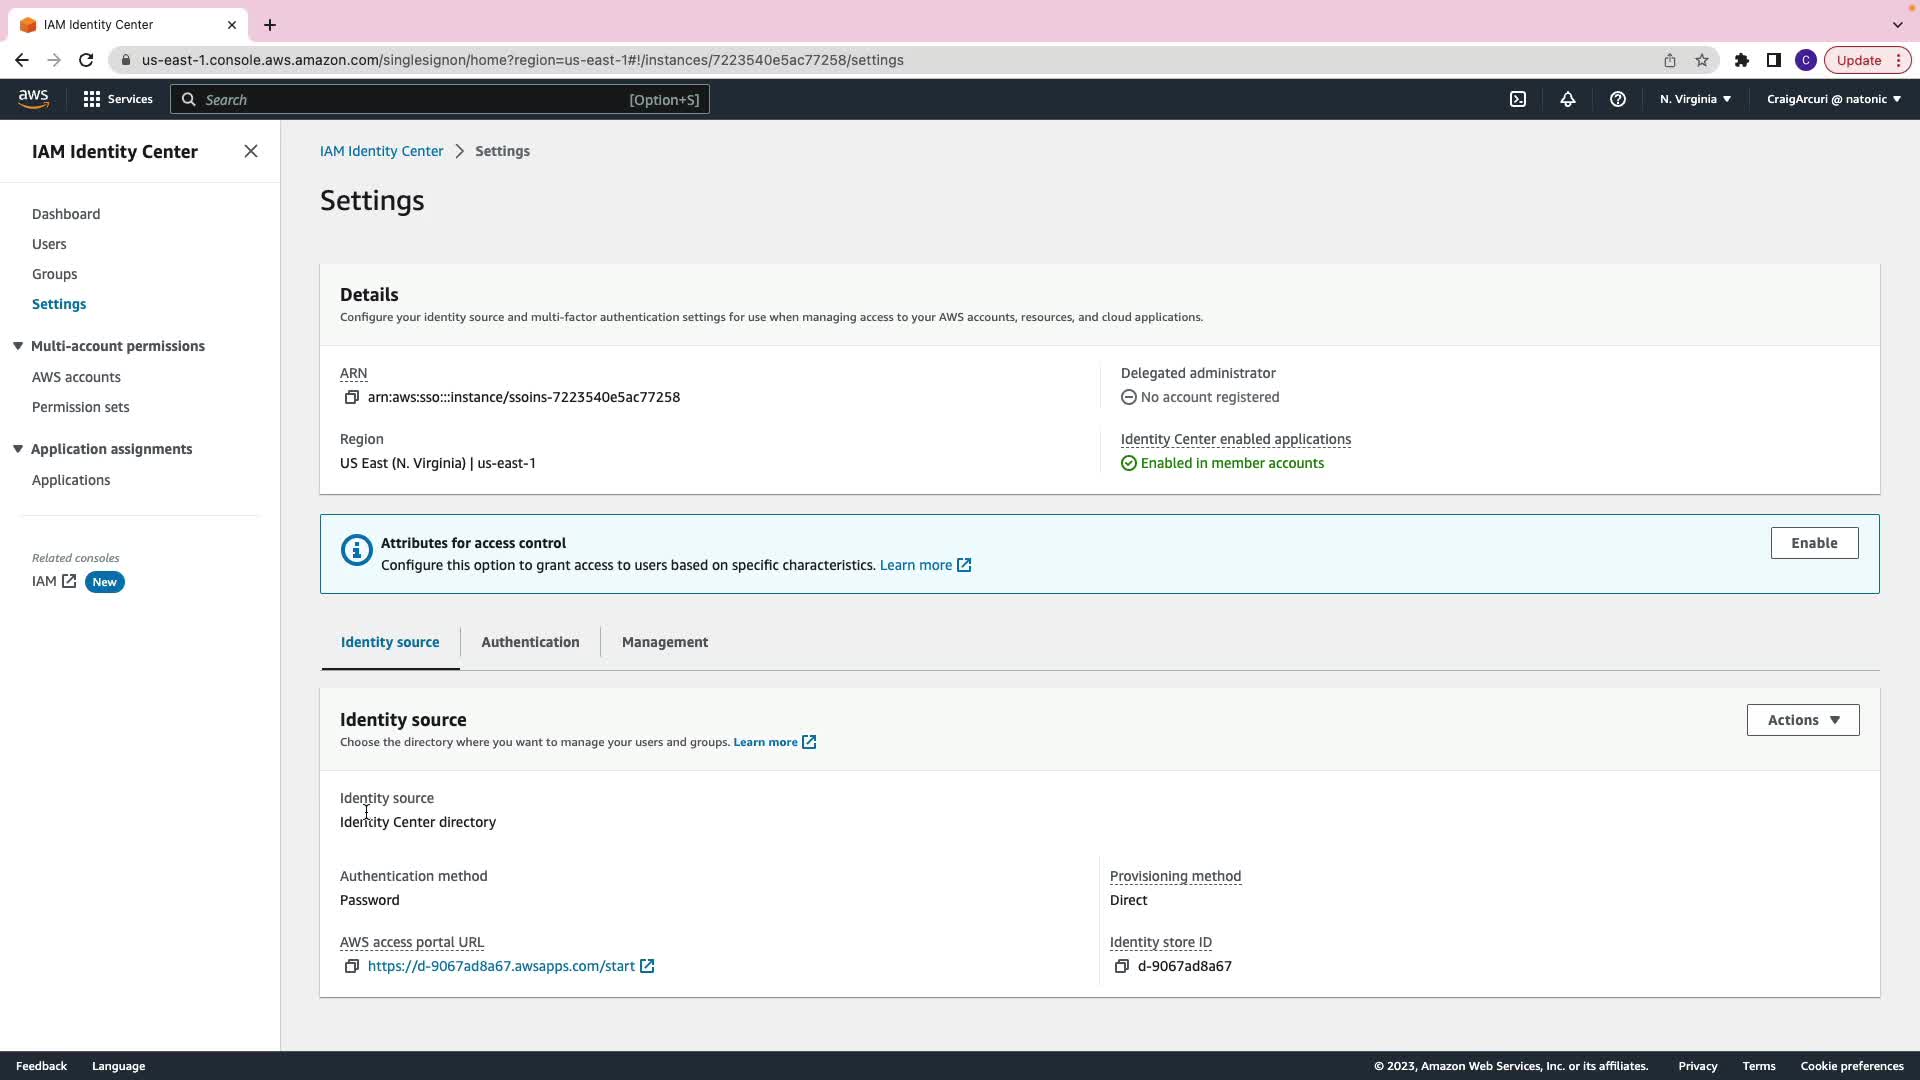 IAM Identity Center
us-east-1.console.aws.amazon.com/singlesignon/home?region=us-east-1#!/instances/7223540e5ac77258/settings
C
Update
aws
Services
Search
[Option+S]
N. Virginia
CraigArcuri @ natonic
IAM Identity Center
Dashboard
Users
Groups
Settings
Multi-account permissions
AWS accounts
Permission sets
Application assignments
Applications
Related consoles
IAM
New
IAM Identity Center
Settings
Settings
Details
Configure your identity source and multi-factor authentication settings for use when managing access to your AWS accounts, resources, and cloud applications.
ARN
arn:aws:sso:::instance/ssoins-7223540e5ac77258
Delegated administrator
No account registered
Region
US East (N. Virginia) | us-east-1
Identity Center enabled applications
Enabled in member accounts
Attributes for access control
Configure this option to grant access to users based on specific characteristics. Learn more
Enable
Identity source
Authentication
Management
Identity source
Choose the directory where you want to manage your users and groups. Learn more
Actions
Identity source
Identity Center directory
Authentication method
Password
Provisioning method
Direct
AWS access portal URL
https://d-9067ad8a67.awsapps.com/start
Identity store ID
d-9067ad8a67
Feedback
Language
© 2023, Amazon Web Services, Inc. or its affiliates.
Privacy
Terms
Cookie preferences